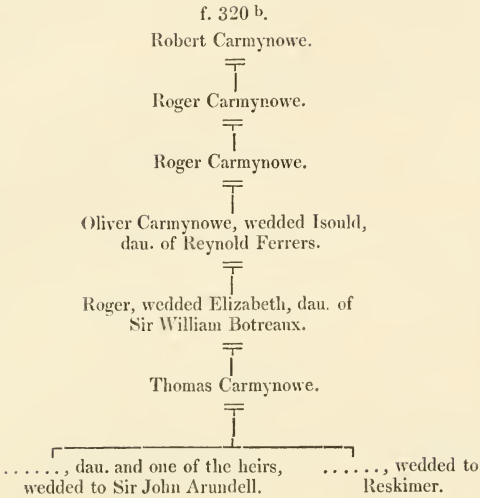 f. 320 b.
Robert Carmynowe.
Roger Carmynowe.
Roger Carmynowe.
Oliver Carmynowe, wedded Isould,
dau. of Reynold Ferrers.
Roger, wedded Elizabeth, dau. of
Sir William Botreaux.
Thomas Carmynowe.
......, dau. and one of the heirs,
wedded to Sir John Arundell.
......, wedded to
Reskimer.